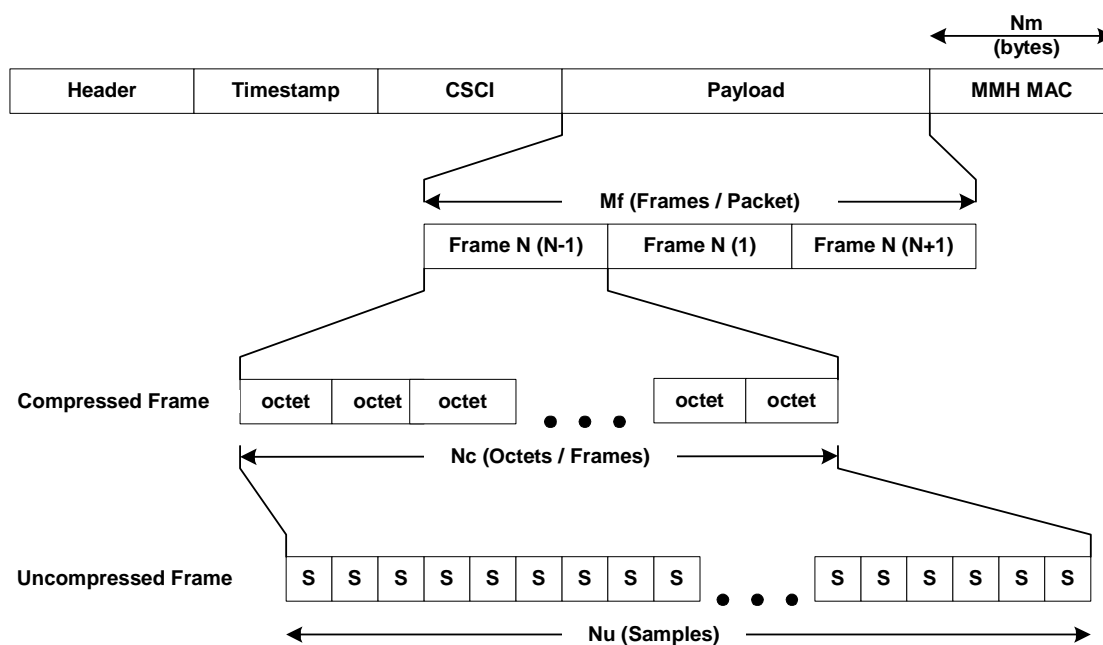 Nm
(bytes)
Header Timestamp CSCI Payload MMH MAC
Mf (Frames / Packet)
Frame N (N-1) Frame N (1) Frame N (N+1)
Compressed Frame octet octet octet octet octet
Nc (Octets / Frames)
Uncompressed Frame S S S S S S S S S S S S S S S
Nu (Samples)